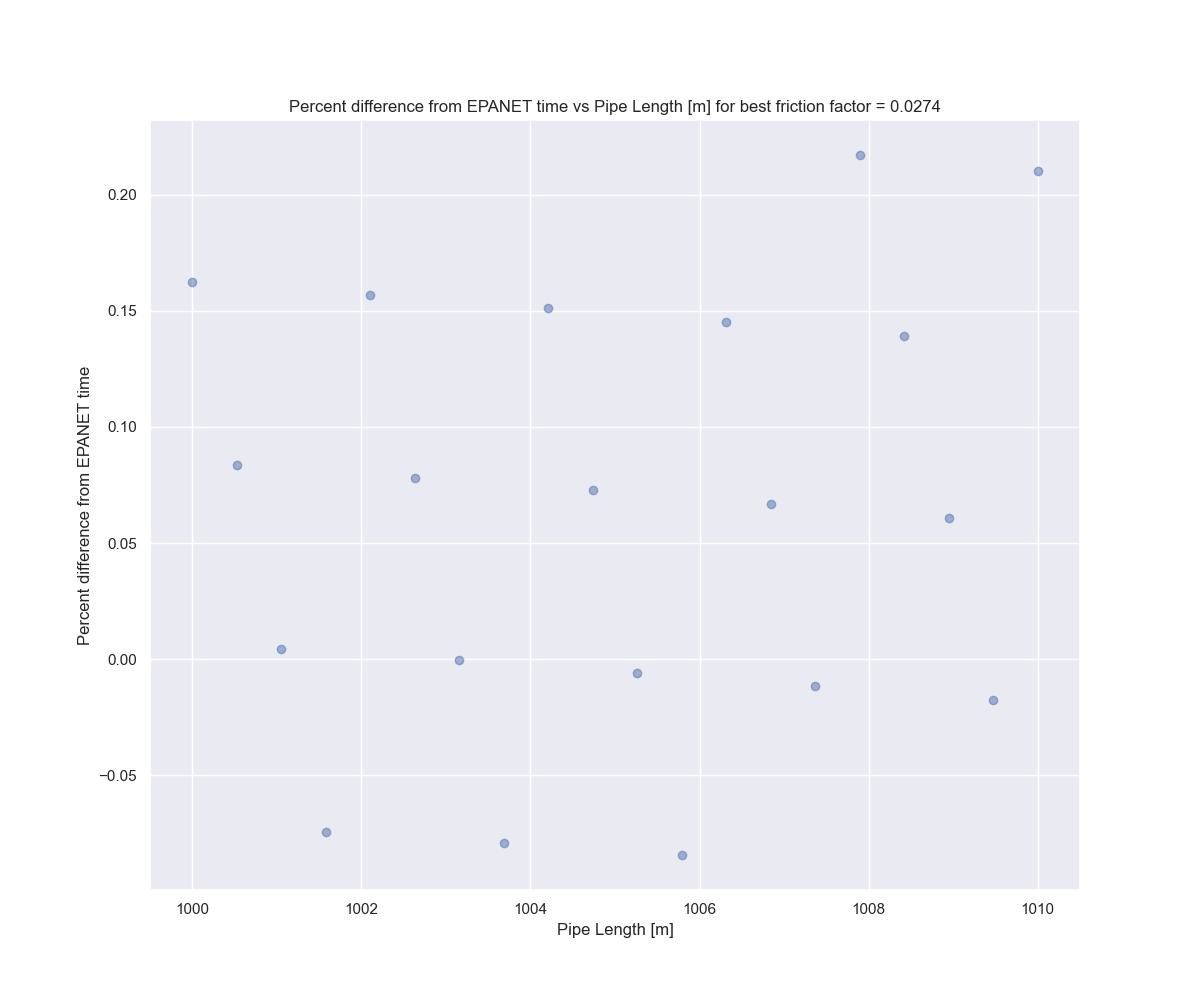 Percent difference from EPANET time vs Pipe Length [m] for best friction factor = 0.0274
0.20
0.15
0.10
0.05
0.00
−0.05
Percent difference from EPANET time
1000 1002 1004 1006 1008 1010
Pipe Length [m]